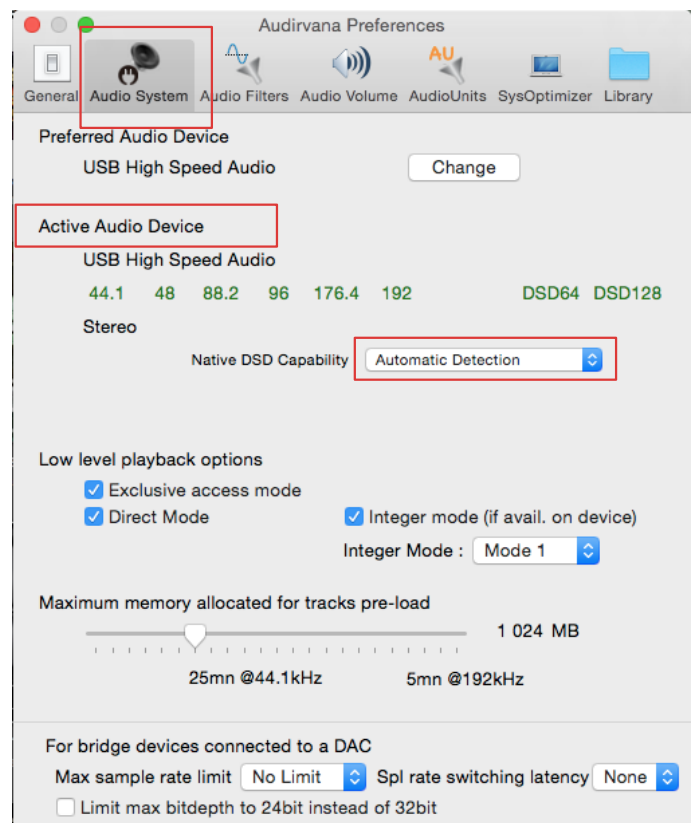 Audirvana Preferences
AU
General Audio System Audio Filters Audio Volume AudioUnits SysOptimizer Library
Preferred Audio Device
USB High Speed Audio Change
Active Audio Device
USB High Speed Audio
44.1 48 88.2 96 176.4 192 DSD64 DSD128
Stereo
Native DSD Capability Automatic Detection
Low level playback options
Exclusive access mode
Direct Mode Integer mode (if avail. on device)
Integer Mode : Mode 1
Maximum memory allocated for tracks pre-load
1 024 MB
25mn @44.1kHz 5mn @192kHz
For bridge devices connected to a DAC
Max sample rate limit No Limit Spl rate switching latency None
Limit max bitdepth to 24bit instead of 32bit